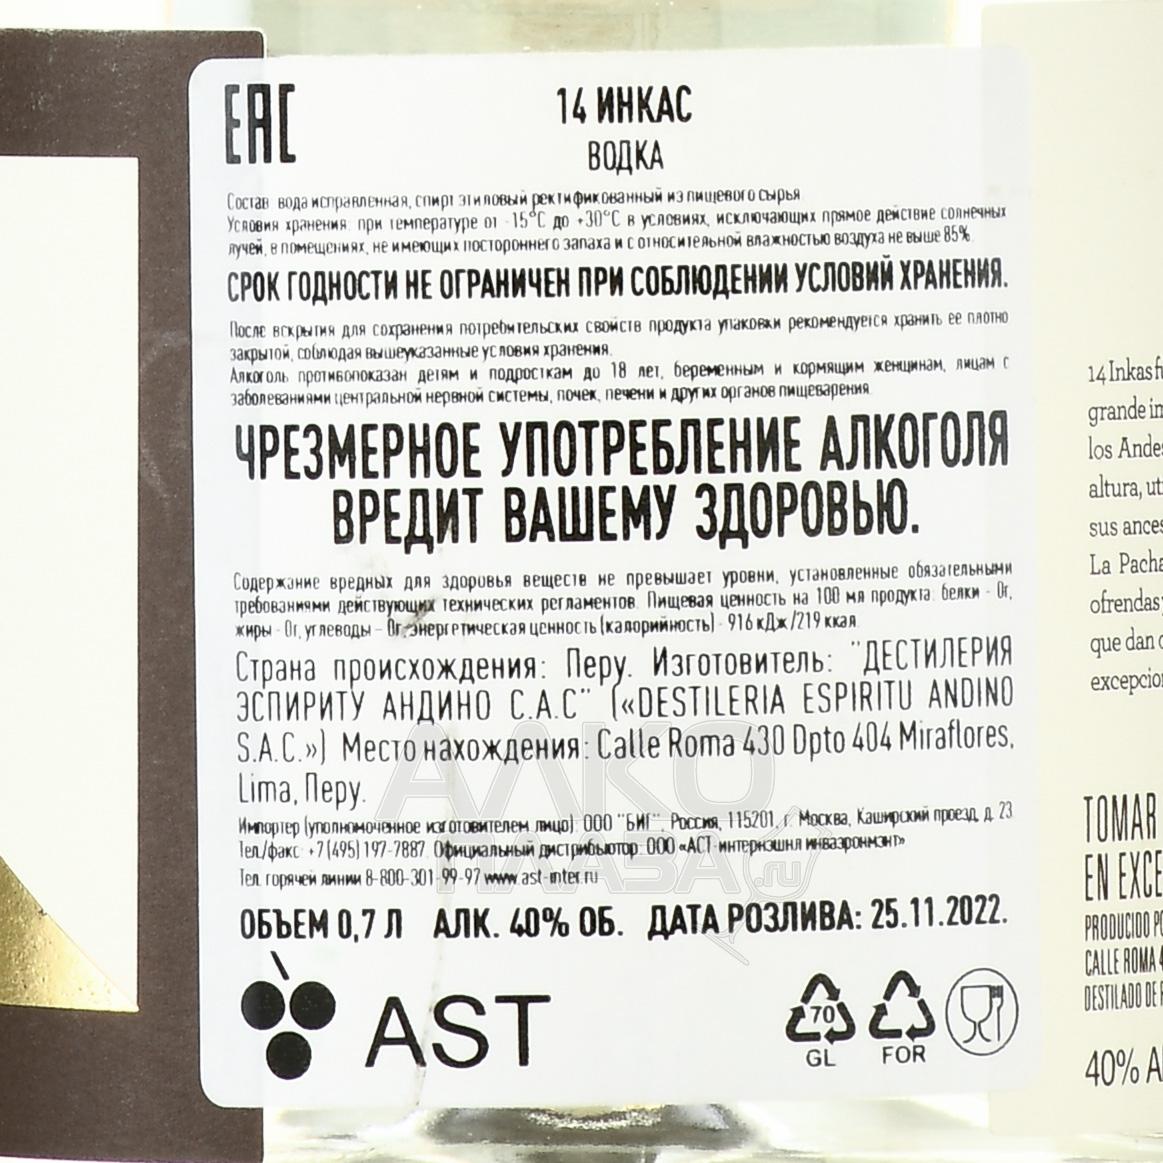 EAC
14 ИНКАС
ВОДКА
Состав вода исправленная, спирт этиловый ректификованный из пищевого сырья
Условия хранения: при температуре от -15°С до +30°С в условиях, исключающих прямое действие солнечных
лучей, в помещениях, не имеющих постороннего запаха и с относительной влажностью воздуха не выше 85%
СРОК ГОДНОСТИ НЕ ОГРАНИЧЕН ПРИ СОБЛЮДЕНИИ УСЛОВИЙ ХРАНЕНИЯ.
После вскрытия для сохранения потребительских свойств продукта упаковки рекомендуется хранить ее плотно
закрытой, соблюдая вышеуказанные условия хранения.
Алкоголь противопоказан детям и подросткам до 18 лет, беременным и кормящим женщинам, лицам с
заболеваниями центральной нервной системы, почек, печени и других органов пищеварения.
ЧРЕЗМЕРНОЕ УПОТРЕБЛЕНИЕ АЛКОГОЛЯ
ВРЕДИТ ВАШЕМУ ЗДОРОВЬЮ.
Содержание вредных для здоровья веществ не превышает уровни, установленные обязательными
требованиями действующих технических регламентов. Пищевая ценность на 100 мл продукта: белки - 0г,
жиры - 0г, углеводы - 0г, энергетическая ценность (калорийность) - 916 кДж/219 ккал.
Страна происхождения: Перу. Изготовитель: "ДЕСТИЛЕРИЯ
ЭСПИРИТУ АНДИНО С.А.С" («DESTILERIA ESPIRITU ANDINO
S.A.C.») Место нахождения: Calle Roma 430 Dpto 404 Miraflores,
Lima, Перу.
Импортер (уполномоченное изготовителем лицо): ООО "БИГ", Россия, 115201, г. Москва, Каширский проезд, д. 23
Тел./факс: +7(495) 197-7887. Официальный дистрибьютор: ООО «АСТ-интернэшнл инваэронмэнт»
Тел. горячей линии 8-800-301-99-97 www.ast-inter.ru
ОБЪЕМ 0,7 Л АЛК. 40% ОБ. ДАТА РОЗЛИВА: 25.11.2022.
AST
70
GL
FOR
АЛКО
ПЛАВА.ru
14 Inkas
grande
los
altura,
sus
La
ofrendas
que dan
TOMAR
EN
PRODUCIDO
CALLE ROMA
DESTILADO DE
40%